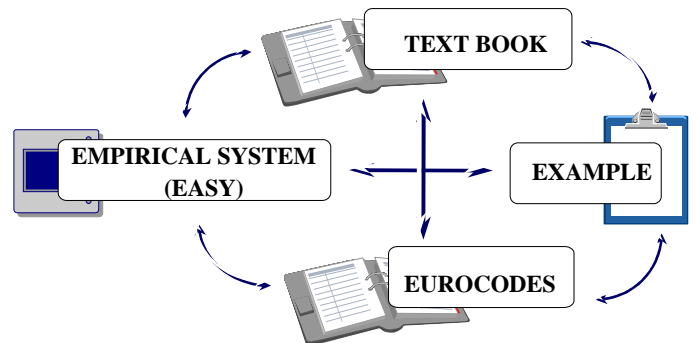 TEXT BOOK
EMPIRICAL SYSTEM
(EASY)
EXAMPLE
EUROCODES